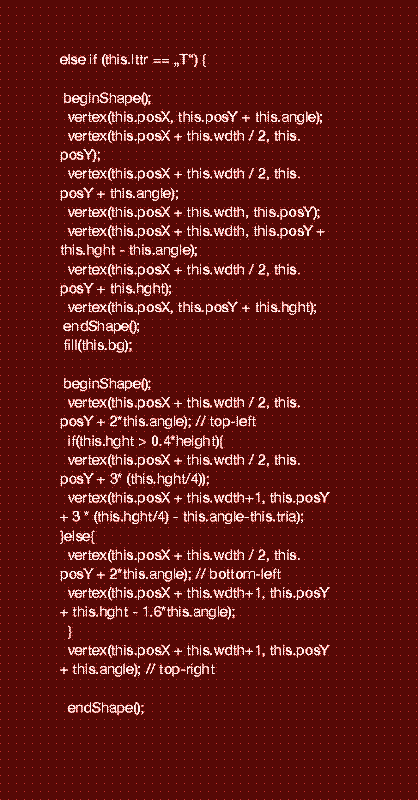 else if (this.lttr == „T“) {
beginShape();
vertex(this.posX, this.posY + this.angle);
vertex(this.posX + this.wdth / 2, this.
posY);
vertex(this.posX + this.wdth / 2, this.
posY + this.angle);
vertex(this.posX + this.wdth, this.posY);
vertex(this.posX + this.wdth, this.posY +
this.hght - this.angle);
vertex(this.posX + this.wdth / 2, this.
posY + this.hght);
vertex(this.posX, this.posY + this.hght);
endShape();
fill(this.bg);
beginShape();
vertex(this.posX + this.wdth / 2, this.
posY + 2*this.angle); // top-left
if(this.hght > 0.4*height){
vertex(this.posX + this.wdth / 2, this.
posY + 3* (this.hght/4));
vertex(this.posX + this.wdth+1, this.posY
+ 3 * (this.hght/4) - this.angle-this.tria);
}else{
vertex(this.posX + this.wdth / 2, this.
posY + 2*this.angle); // bottom-left
vertex(this.posX + this.wdth+1, this.posY
+ this.hght - 1.6*this.angle);
}
vertex(this.posX + this.wdth+1, this.posY
+ this.angle); // top-right
endShape();